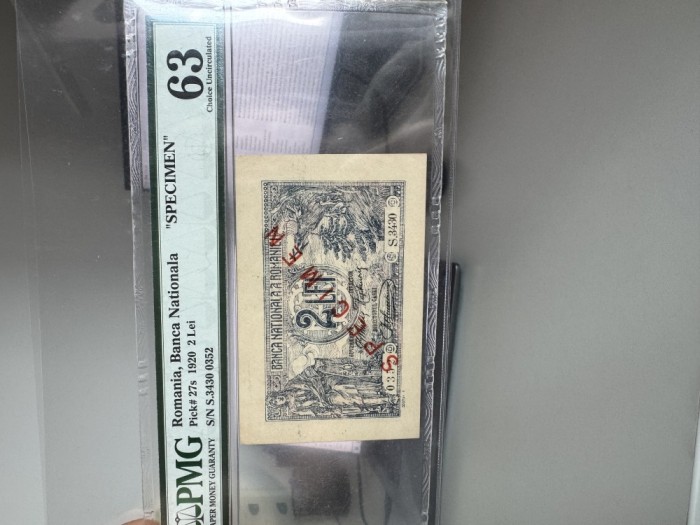 PMG
PAPER MONEY GUARANTY
Romania, Banca Nationala
Pick# 27s 1920 2 Lei
S/N S.3430 0352
"SPECIMEN"
63
Choice Uncirculated
BANCA NATIONALA A ROMANIEI
2 LEI
SPECIMEN
S.3430